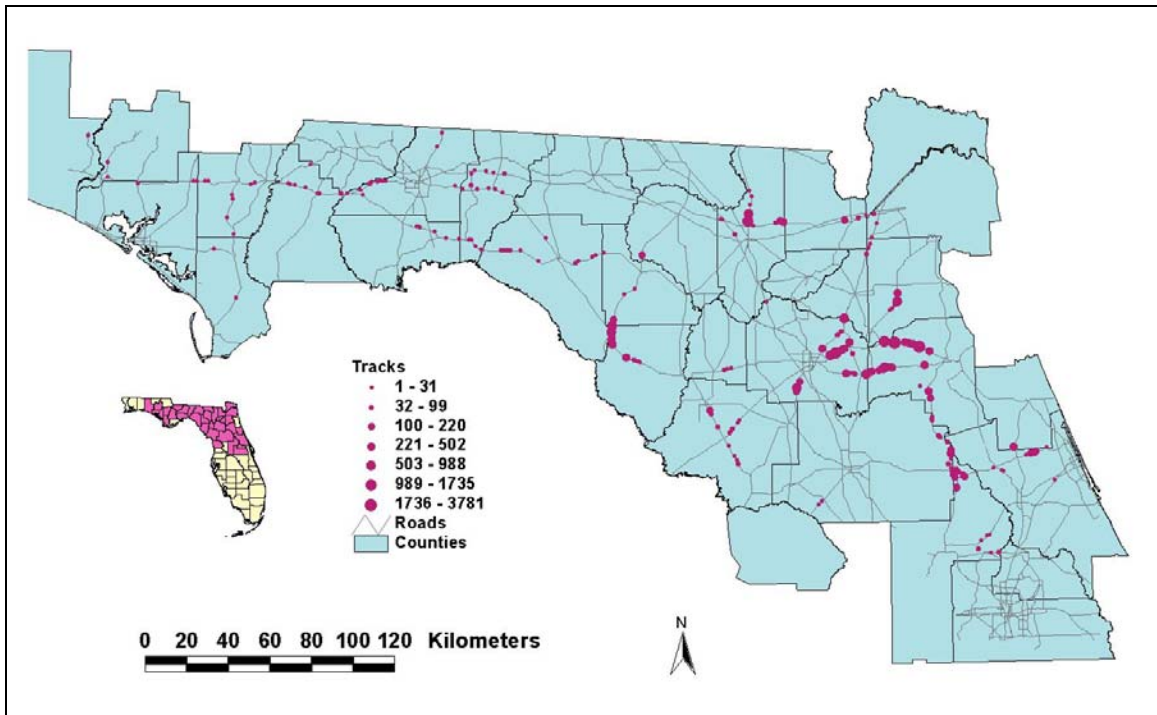 Tracks
1 - 31
32 - 99
100 - 220
221 - 502
503 - 988
989 - 1735
1736 - 3781
Roads
Counties
0 20 40 60 80 100 120 Kilometers
N